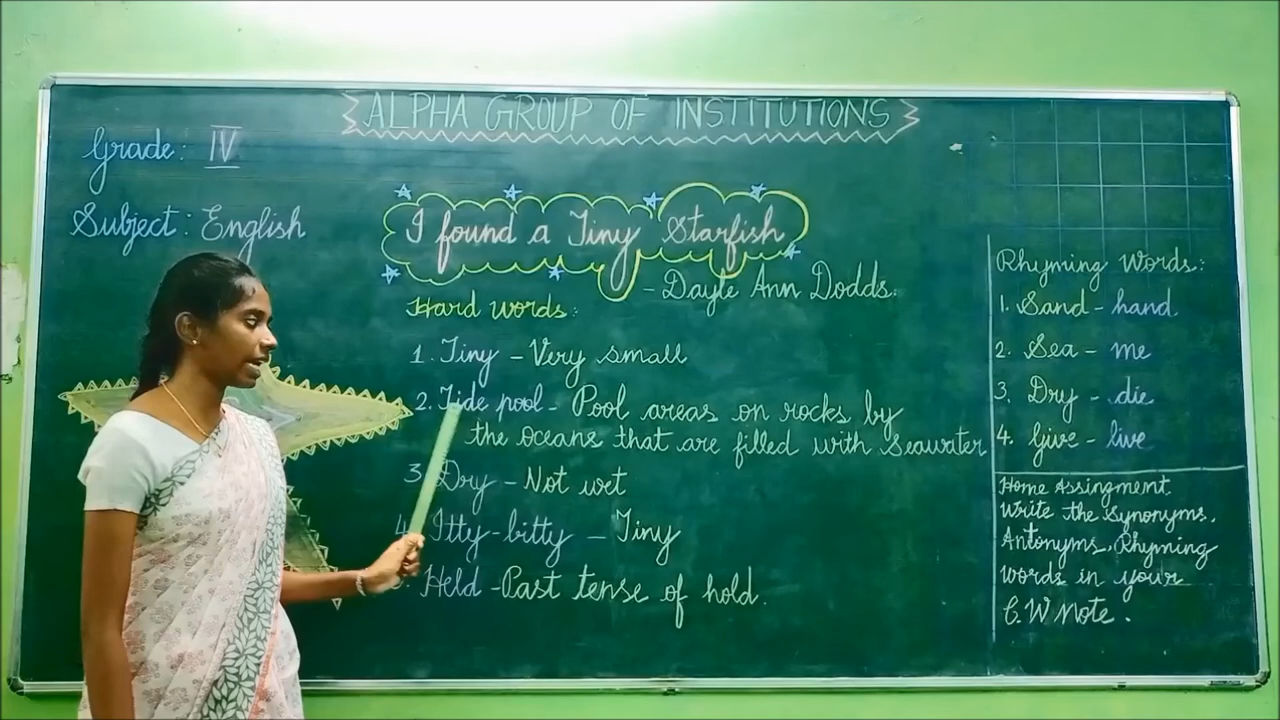 ALPHA GROUP OF INSTITUTIONS
Grade: IV
Subject: English
I found a Tiny Starfish
- Dayle Ann Dodds.
Hard words:
1. Tiny - Very small
2. Tide pool - Pool areas on rocks by
the oceans that are filled with Seawater
3 Dry - Not wet
4 Itty-bitty - Tiny
Held - Past tense of hold.
Rhyming Words:
1. Sand - hand
2. Sea - me
3. Dry - die
4. Give - live
Home Assingment.
Write the Synonyms,
Antonyms, Rhyming
words in your
C.W Note.